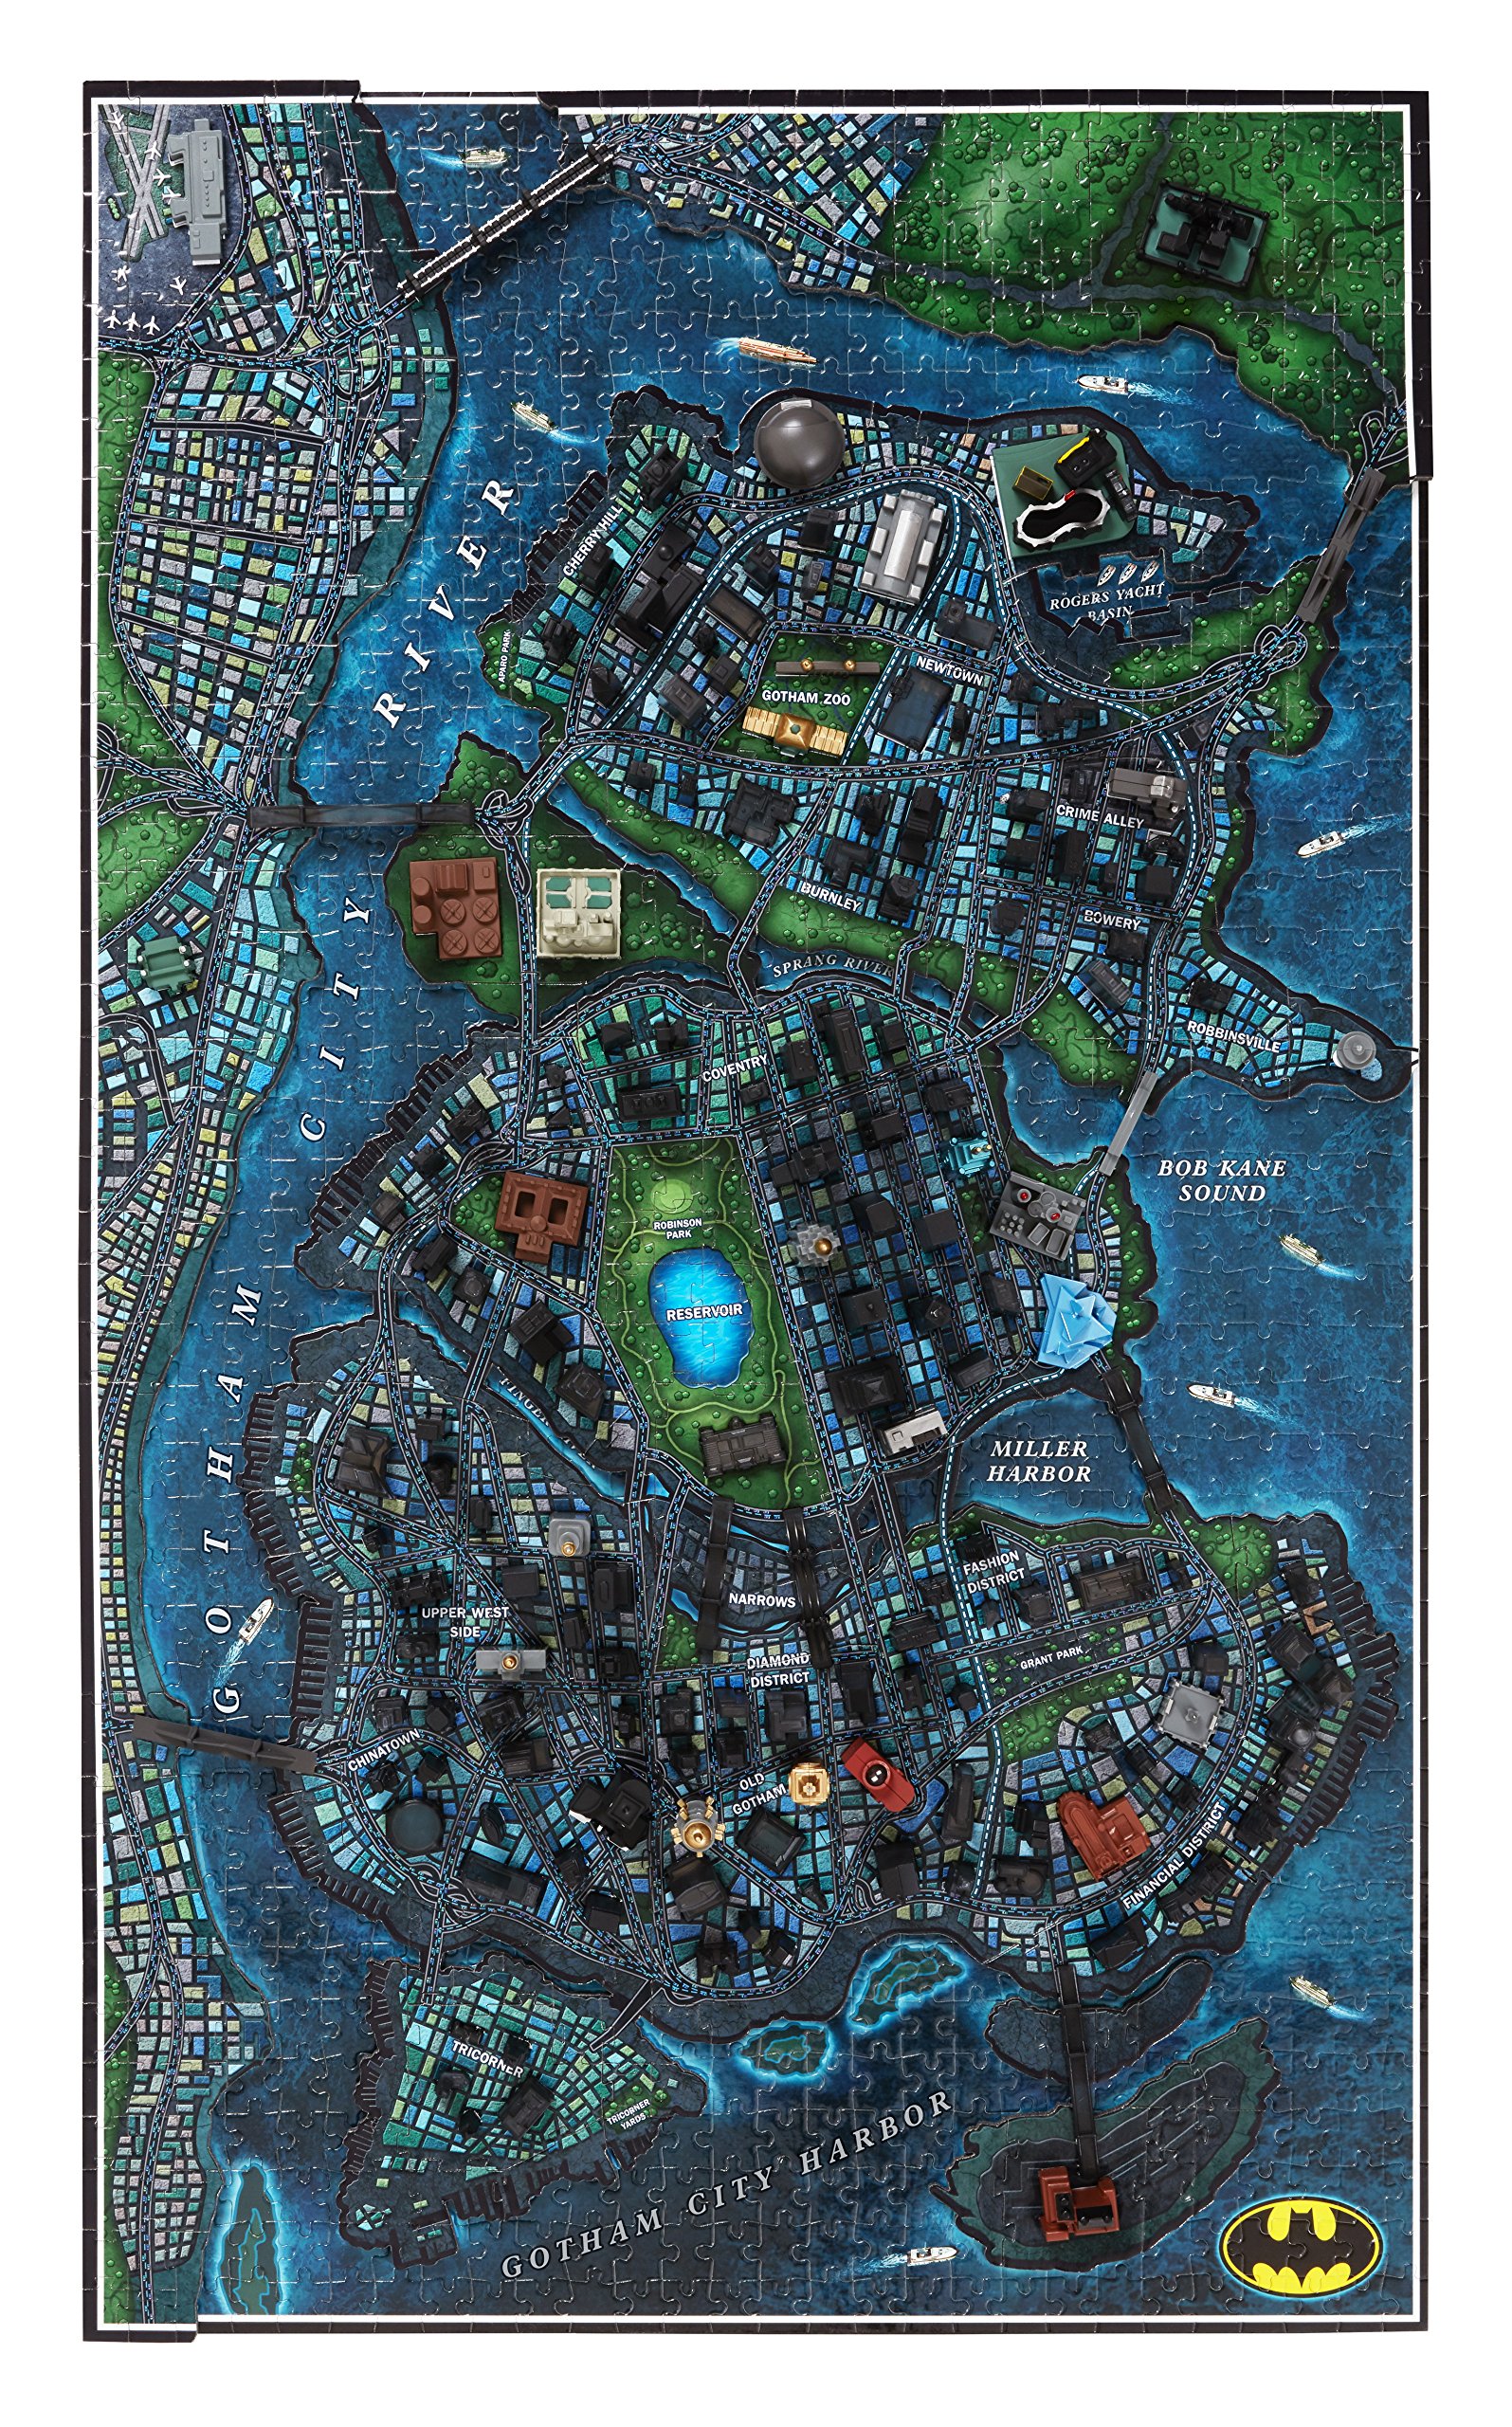 CHERRY HILL
ROGERS YACHT
BASIN
APARO PARK
NEWTOWN
GOTHAM ZOO
CRIME ALLEY
BURNLEY
BOWERY
SPRANG RIVER
ROBBINSVILLE
COVENTRY
BOB KANE
SOUND
ROBINSON
PARK
RESERVOIR
GOTHAM CITY RIVER
MILLER
HARBOR
FASHION
DISTRICT
NARROWS
UPPER WEST
SIDE
GRANT PARK
DIAMOND
DISTRICT
CHINATOWN
OLD
GOTHAM
FINANCIAL DISTRICT
TRICORNER
TRICORNER
YARDS
GOTHAM CITY HARBOR